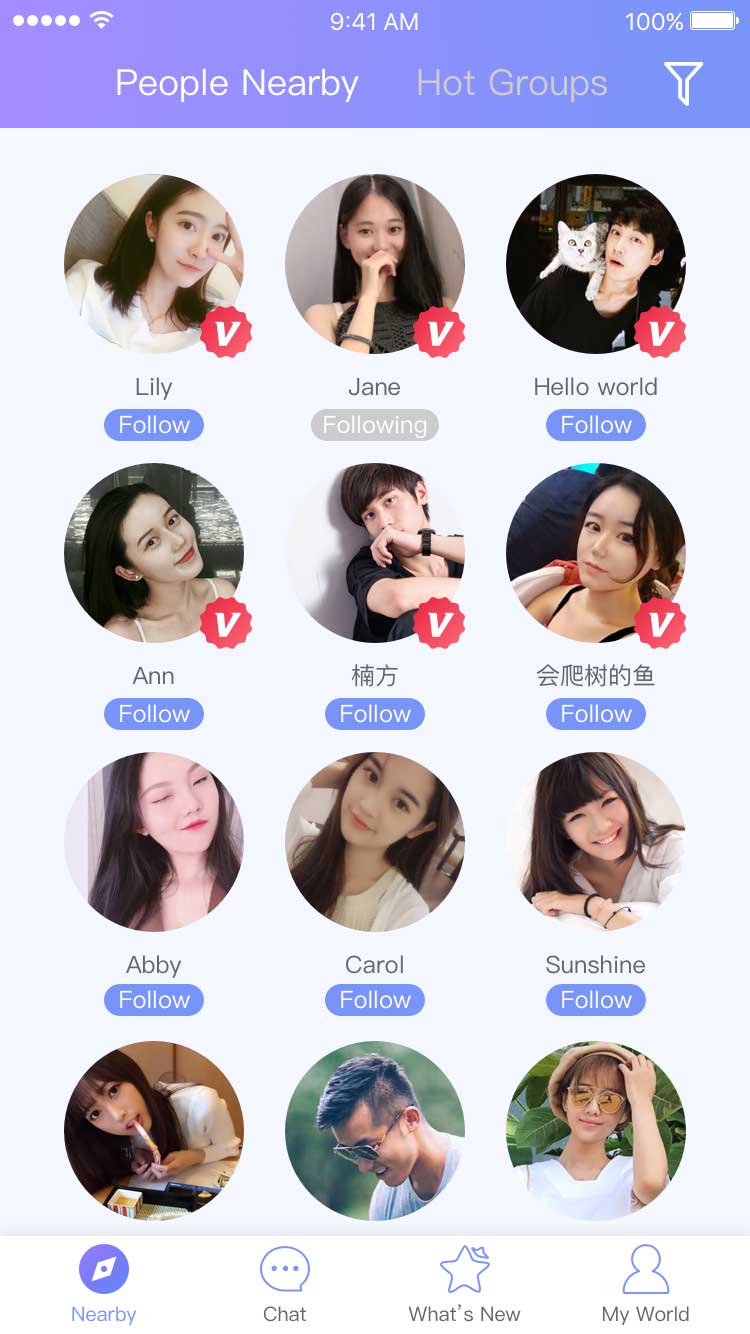 9:41 AM 100%
People Nearby Hot Groups
V V V
Lily Jane Hello world
Follow Following Follow
V V V
Ann 楠方 会爬树的鱼
Follow Follow Follow
Abby Carol Sunshine
Follow Follow Follow
Nearby Chat What's New My World